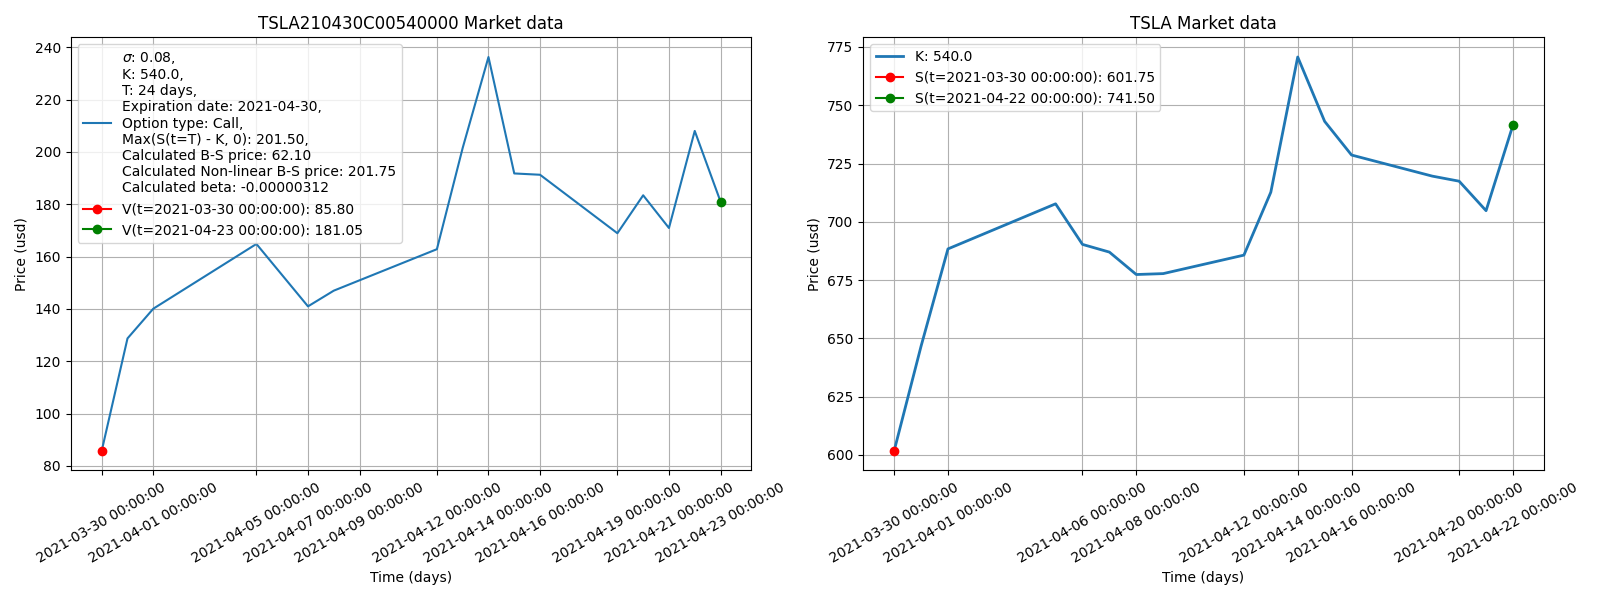 TSLA210430C00540000 Market data
σ: 0.08,
K: 540.0,
T: 24 days,
Expiration date: 2021-04-30,
Option type: Call,
Max(S(t=T) - K, 0): 201.50,
Calculated B-S price: 62.10
Calculated Non-linear B-S price: 201.75
Calculated beta: -0.00000312
V(t=2021-03-30 00:00:00): 85.80
V(t=2021-04-23 00:00:00): 181.05
Price (usd)
240
220
200
180
160
140
120
100
80
2021-03-30 00:00:00
2021-04-01 00:00:00
2021-04-05 00:00:00
2021-04-07 00:00:00
2021-04-09 00:00:00
2021-04-12 00:00:00
2021-04-14 00:00:00
2021-04-16 00:00:00
2021-04-19 00:00:00
2021-04-21 00:00:00
2021-04-23 00:00:00
Time (days)
TSLA Market data
K: 540.0
S(t=2021-03-30 00:00:00): 601.75
S(t=2021-04-22 00:00:00): 741.50
Price (usd)
775
750
725
700
675
650
625
600
2021-03-30 00:00:00
2021-04-01 00:00:00
2021-04-06 00:00:00
2021-04-08 00:00:00
2021-04-12 00:00:00
2021-04-14 00:00:00
2021-04-16 00:00:00
2021-04-20 00:00:00
2021-04-22 00:00:00
Time (days)